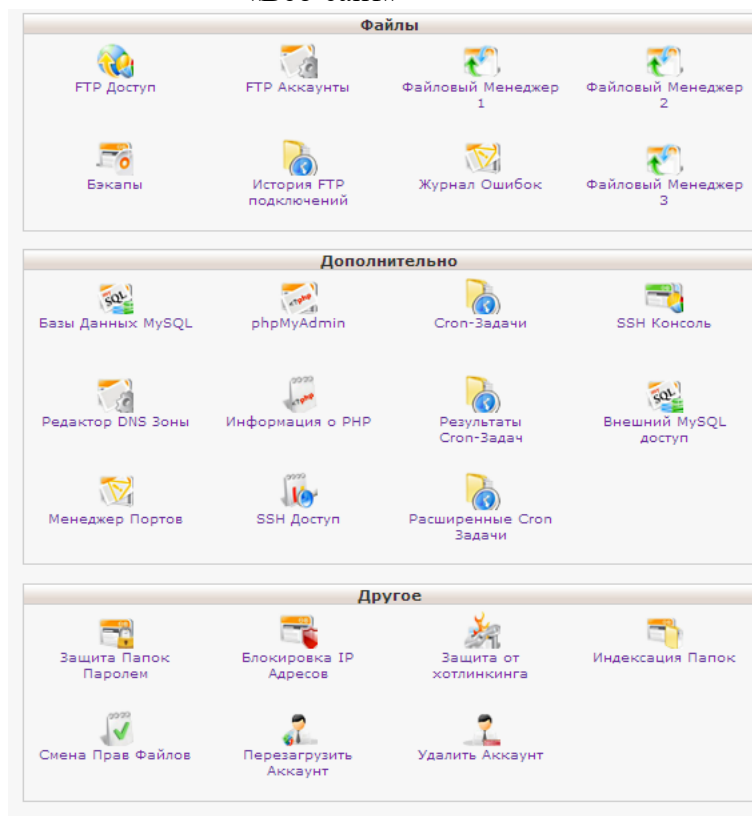 Файлы
FTP Доступ
FTP Аккаунты
Файловый Менеджер
1
Файловый Менеджер
2
Бэкапы
История FTP
подключений
Журнал Ошибок
Файловый Менеджер
3
Дополнительно
Базы Данных MySQL
phpMyAdmin
Cron-Задачи
SSH Консоль
Редактор DNS Зоны
Информация о PHP
Результаты
Cron-Задач
Внешний MySQL
доступ
Менеджер Портов
SSH Доступ
Расширенные Cron
Задачи
Другое
Защита Папок
Паролем
Блокировка IP
Адресов
Защита от
хотлинкинга
Индексация Папок
Смена Прав Файлов
Перезагрузить
Аккаунт
Удалить Аккаунт